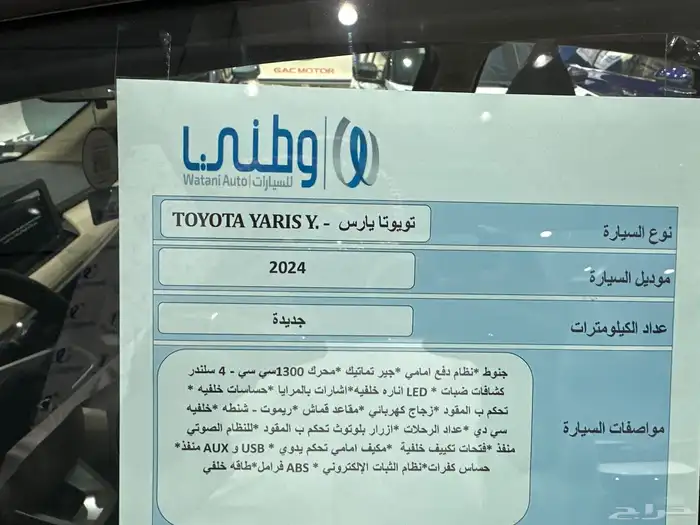 GAC MOTOR
وطني
Watani Auto | للسيارات
نوع السيارة
تويوتا يارس - .TOYOTA YARIS Y
موديل السيارة
2024
عداد الكيلومترات
جديدة
مواصفات السيارة
جنوط *نظام دفع امامي *جير تماتيك *محرك 1300سي سي - 4 سلندر
كشافات ضبات * LED اناره خلفيه*اشارات بالمرايا *حساسات خلفيه *
تحكم ب المقود *زجاج كهربائي *مقاعد قماش *ريموت - شنطه *خلفيه
سي دي *عداد الرحلات *ازرار بلوتوث تحكم ب المقود *للنظام الصوتي
منفذ *فتحات تكييف خلفية *مكيف امامي تحكم يدوي * USB و AUX منفذ*
حساس كفرات*نظام الثبات الإلكتروني * ABS فرامل*طاقه خلفي
حراج